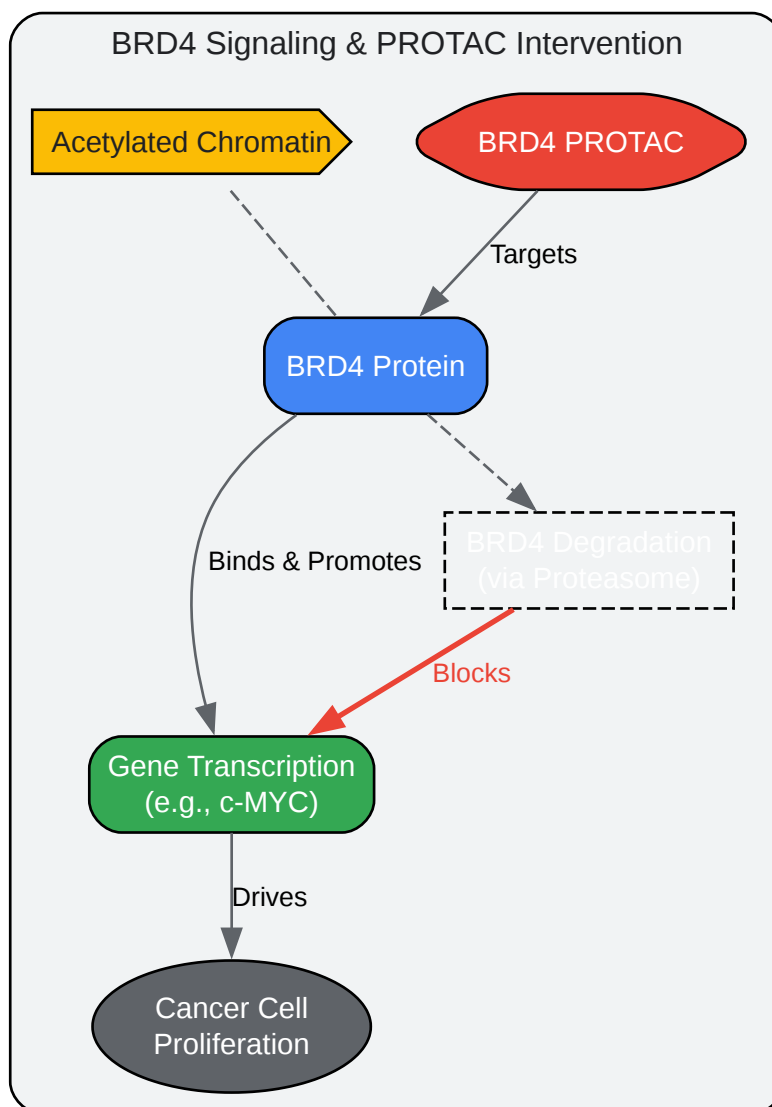 BRD4 Signaling & PROTAC Intervention
Acetylated Chromatin
BRD4 PROTAC
Targets
BRD4 Protein
Binds & Promotes
BRD4 Degradation
(via Proteasome)
Blocks
Gene Transcription
(e.g., c-MYC)
Drives
Cancer Cell
Proliferation